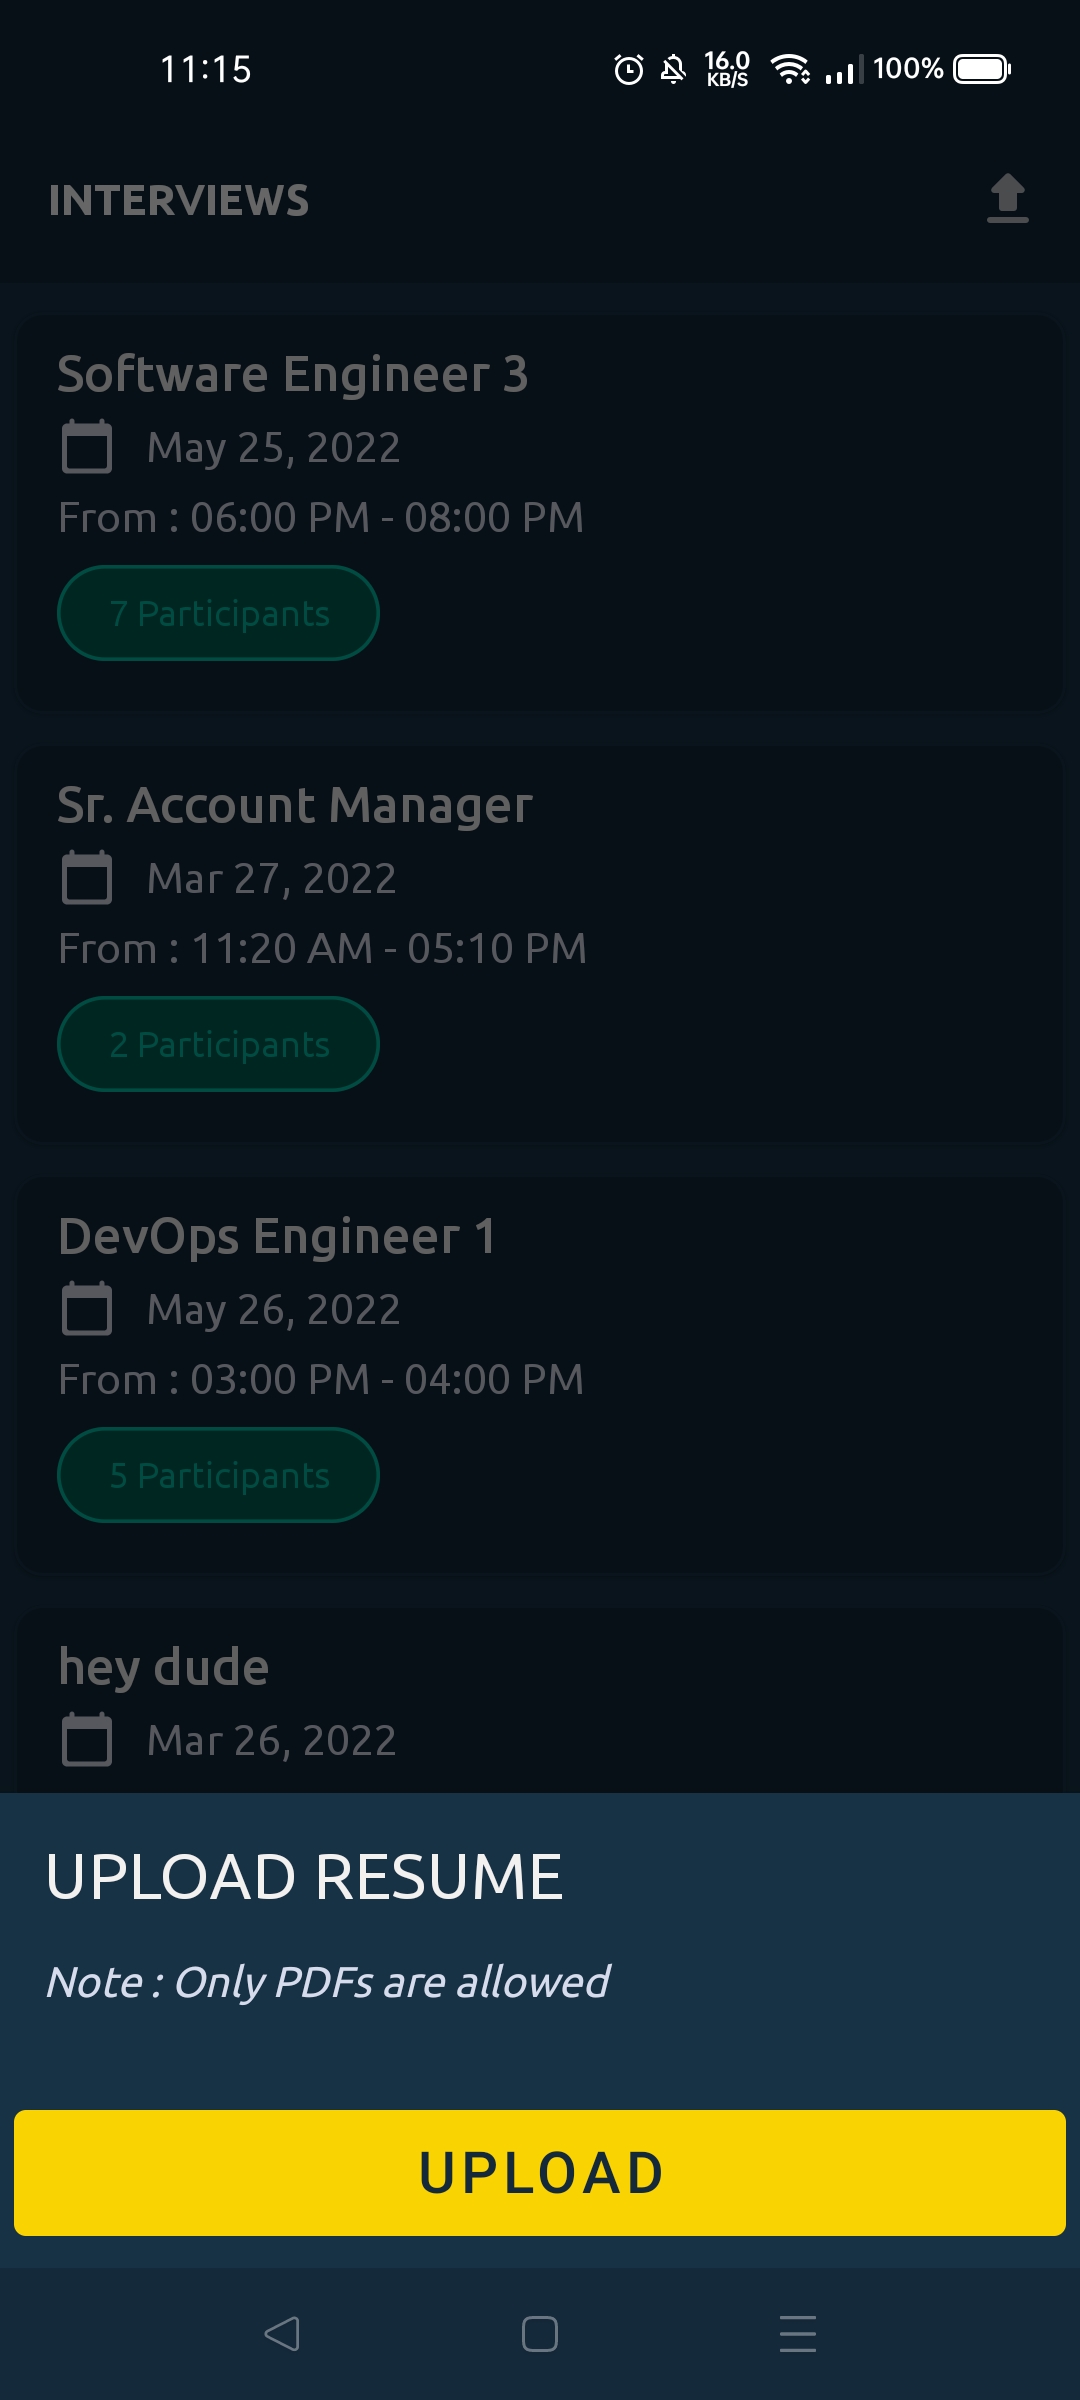 11:15
16.0
KB/S
100%
INTERVIEWS
Software Engineer 3
May 25, 2022
From : 06:00 PM - 08:00 PM
7 Participants
Sr. Account Manager
Mar 27, 2022
From : 11:20 AM - 05:10 PM
2 Participants
DevOps Engineer 1
May 26, 2022
From : 03:00 PM - 04:00 PM
5 Participants
hey dude
Mar 26, 2022
UPLOAD RESUME
Note : Only PDFs are allowed
UPLOAD